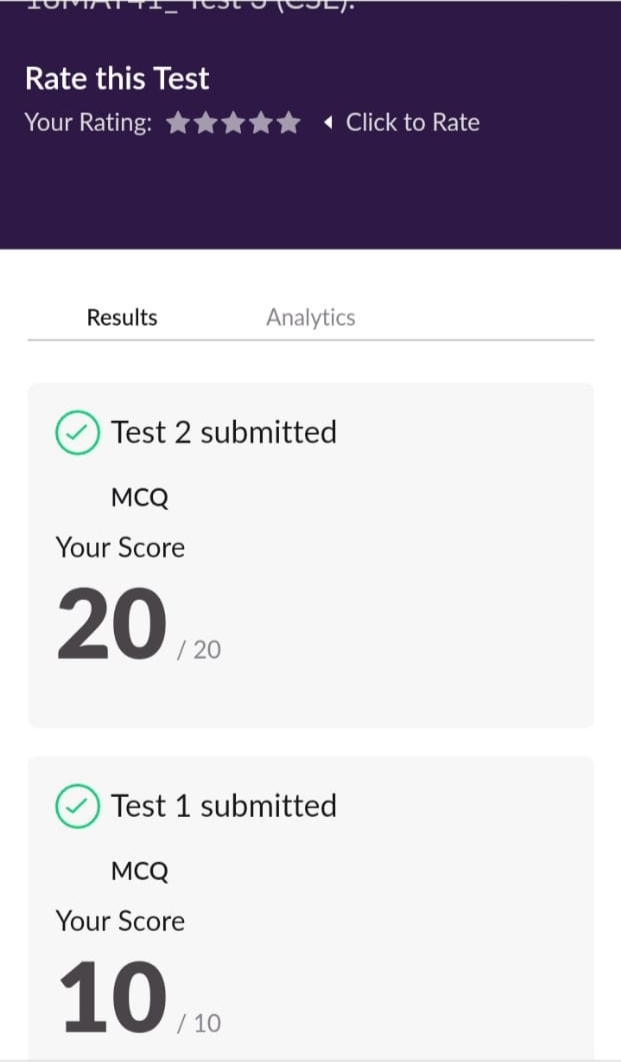 Rate this Test
Your Rating: Click to Rate
Results Analytics
Test 2 submitted
MCQ
Your Score
20 / 20
Test 1 submitted
MCQ
Your Score
10 / 10